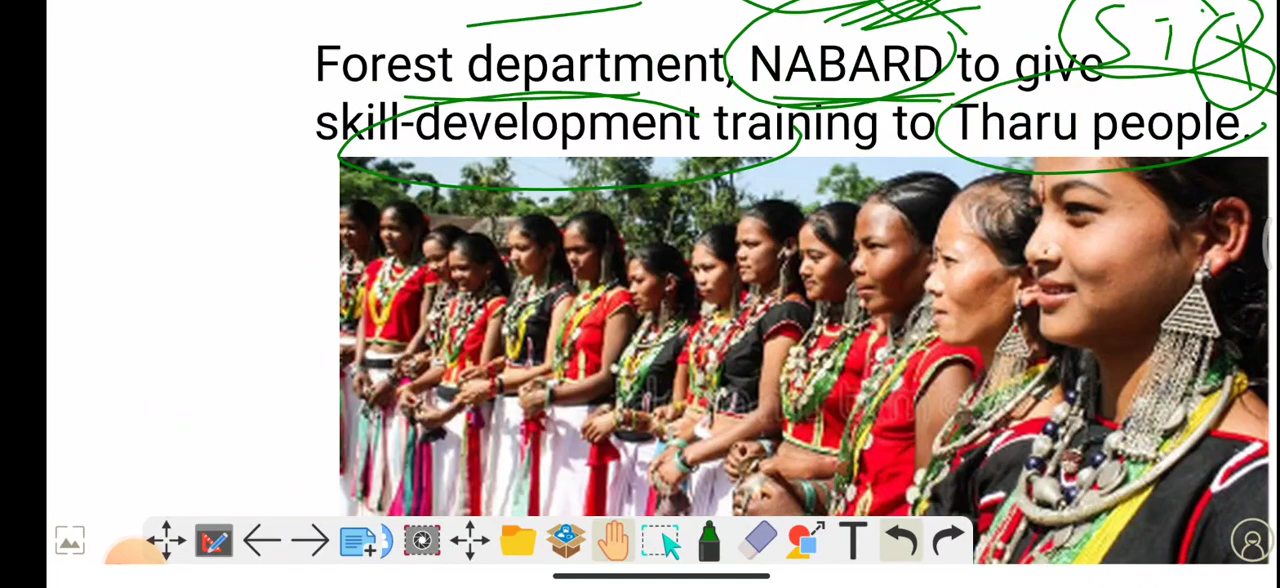 Forest department, NABARD to give
skill-development training to Tharu people.